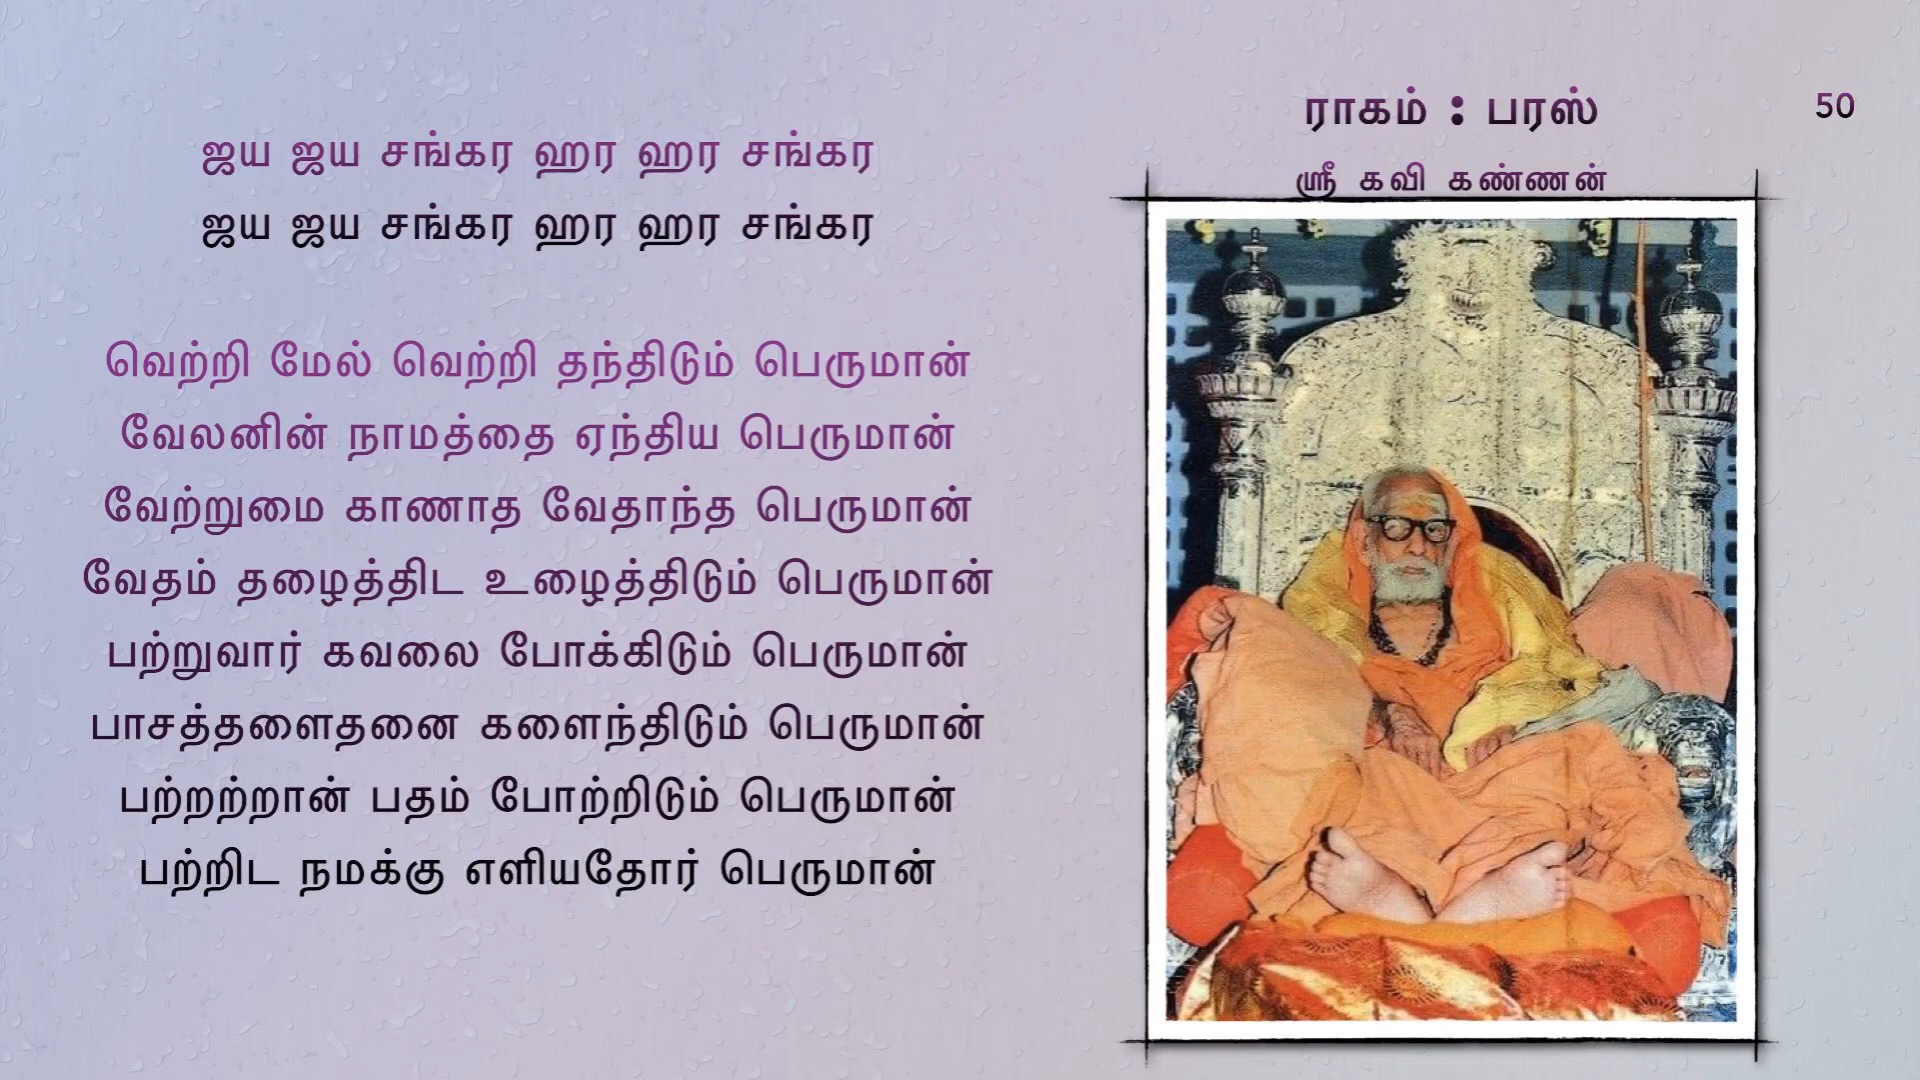 ஜய ஜய சங்கர ஹர ஹர சங்கர
ஜய ஜய சங்கர ஹர ஹர சங்கர
வெற்றி மேல் வெற்றி தந்திடும் பெருமான்
வேலனின் நாமத்தை ஏந்திய பெருமான்
வேற்றுமை காணாத வேதாந்த பெருமான்
வேதம் தழைத்திட உழைத்திடும் பெருமான்
பற்றுவார் கவலை போக்கிடும் பெருமான்
பாசத்தளைதனை களைந்திடும் பெருமான்
பற்றற்றான் பதம் போற்றிடும் பெருமான்
பற்றிட நமக்கு எளியதோர் பெருமான்
ராகம் : பரஸ்
ஸ்ரீ கவி கண்ணன்
50